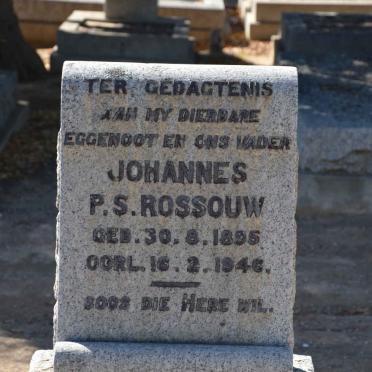 TER GEDAGTENIS
AAN MY DIERBARE
EGGENOOT EN ONS VADER
JOHANNES
P.S. ROSSOUW
GEB. 30. 8. 1895
OORL. 16. 2. 1946.
SOOS DIE HERE WIL.